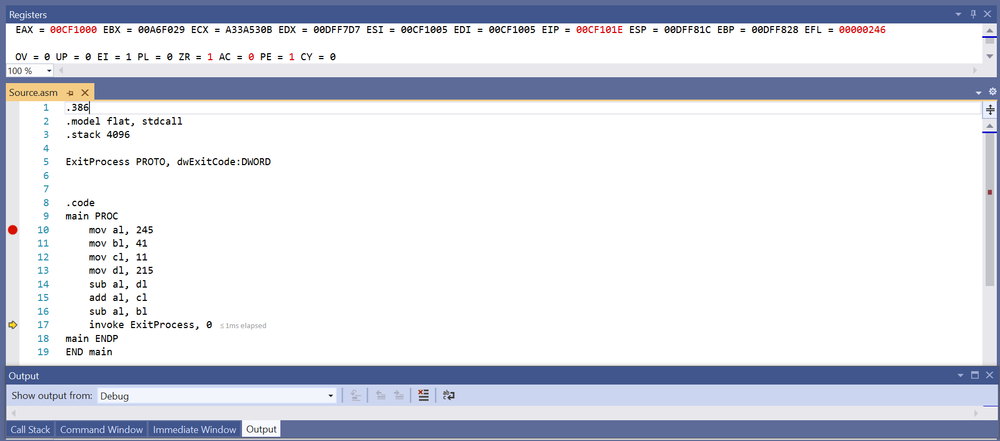 Registers
EAX = 00CF1000 EBX = 00A6F029 ECX = A33A530B EDX = 00DFF7D7 ESI = 00CF1005 EDI = 00CF1005 EIP = 00CF101E ESP = 00DFF81C EBP = 00DFF828 EFL = 00000246
OV = 0 UP = 0 EI = 1 PL = 0 ZR = 1 AC = 0 PE = 1 CY = 0
100 %
Source.asm
1 .386
2 .model flat, stdcall
3 .stack 4096
4
5 ExitProcess PROTO, dwExitCode:DWORD
6
7
8 .code
9 main PROC
10 mov al, 245
11 mov bl, 41
12 mov cl, 11
13 mov dl, 215
14 sub al, dl
15 add al, cl
16 sub al, bl
17 invoke ExitProcess, 0 ≤1ms elapsed
18 main ENDP
19 END main
Output
Show output from: Debug
Call Stack Command Window Immediate Window Output